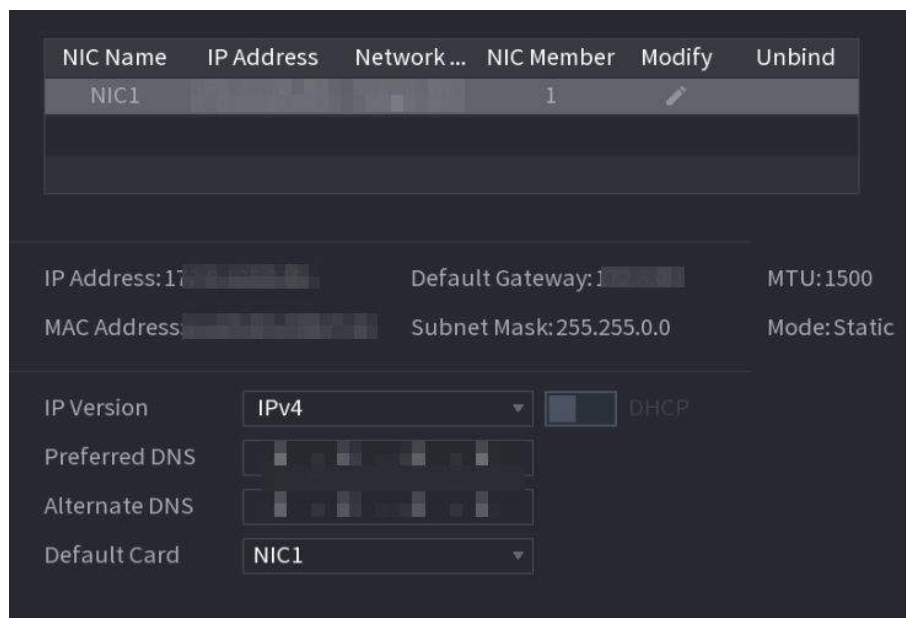 NIC Name IP Address Network ... NIC Member Modify Unbind
NIC1 1
IP Address: Default Gateway: MTU:1500
MAC Address: Subnet Mask:255.255.0.0 Mode:Static
IP Version IPv4 DHCP
Preferred DNS
Alternate DNS
Default Card NIC1